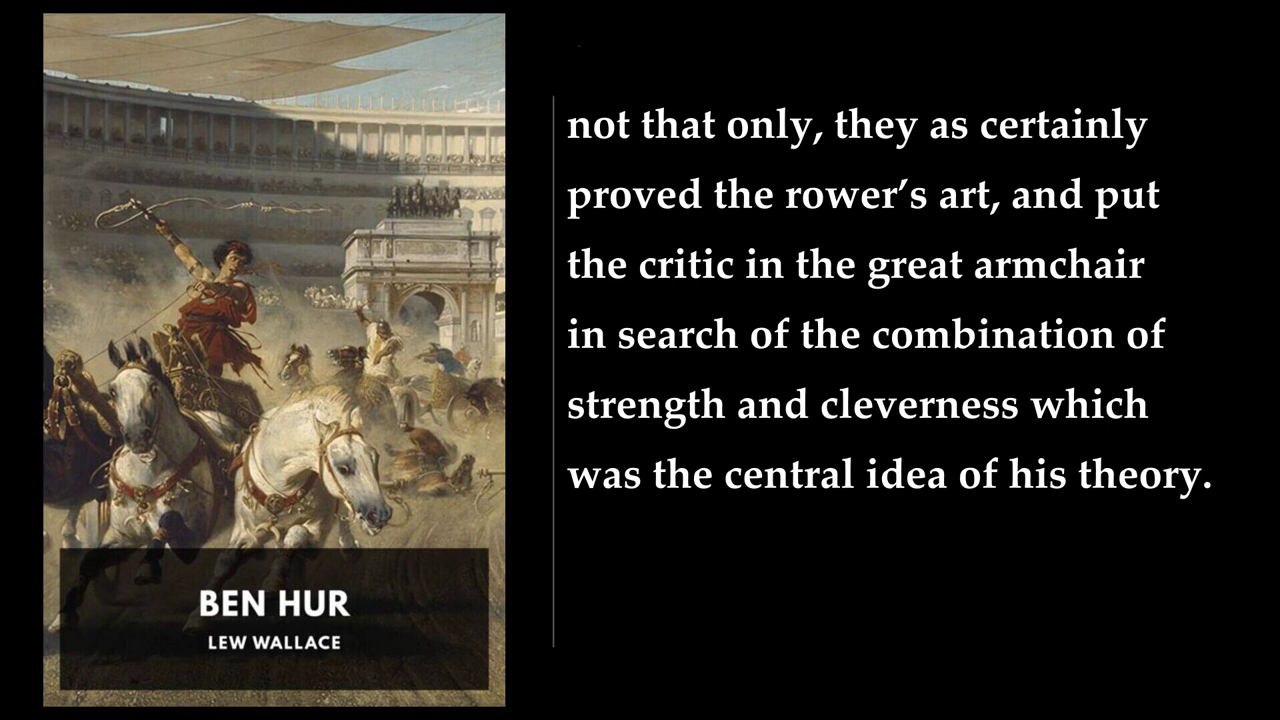 not that only, they as certainly
proved the rower’s art, and put
the critic in the great armchair
in search of the combination of
strength and cleverness which
was the central idea of his theory.
BEN HUR
LEW WALLACE